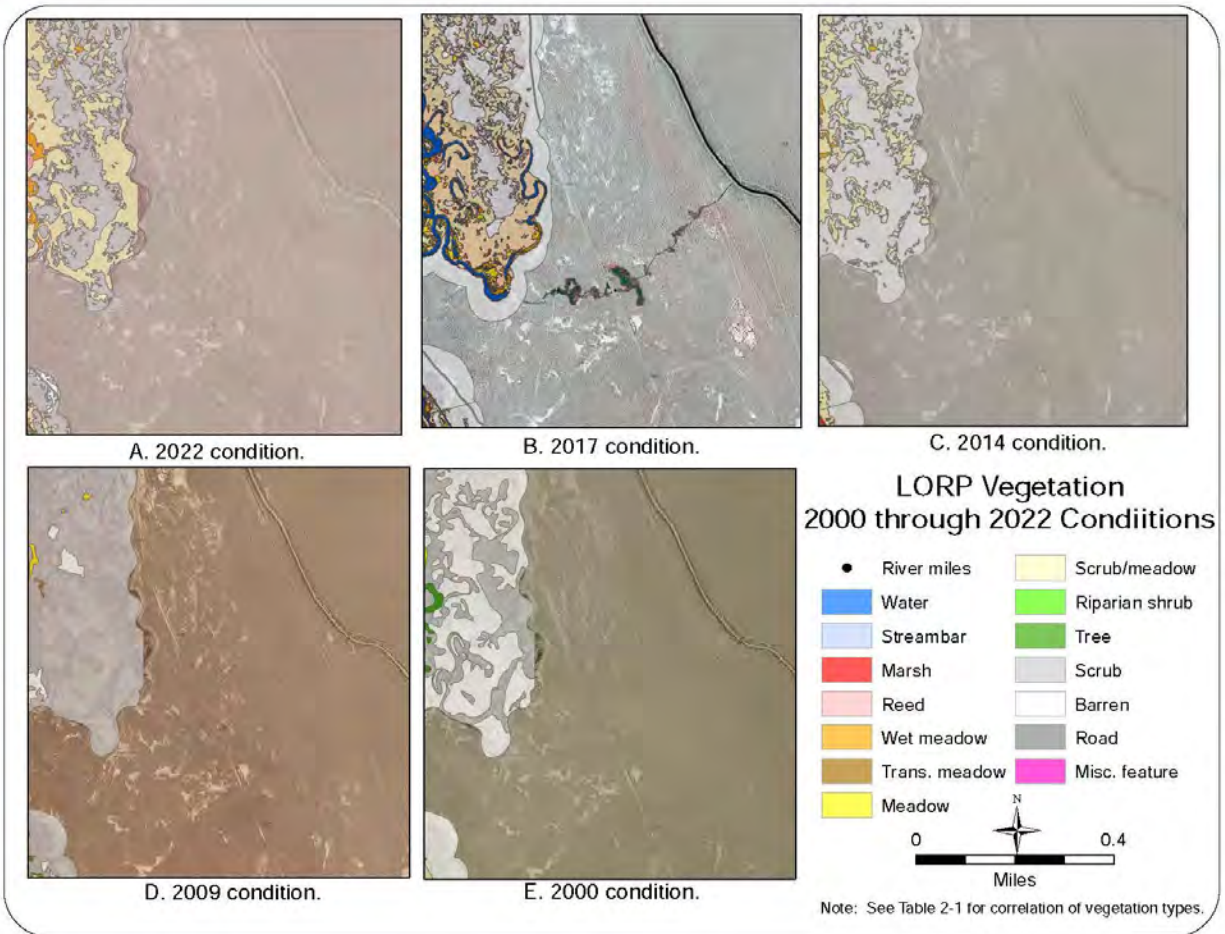 A. 2022 condition.
B. 2017 condition.
C. 2014 condition.
D. 2009 condition.
E. 2000 condition.
LORP Vegetation
2000 through 2022 Condiitions
River miles
Water
Streambar
Marsh
Reed
Wet meadow
Trans. meadow
Meadow
Scrub/meadow
Riparian shrub
Tree
Scrub
Barren
Road
Misc. feature
N
0 0.4
Miles
Note: See Table 2-1 for correlation of vegetation types.